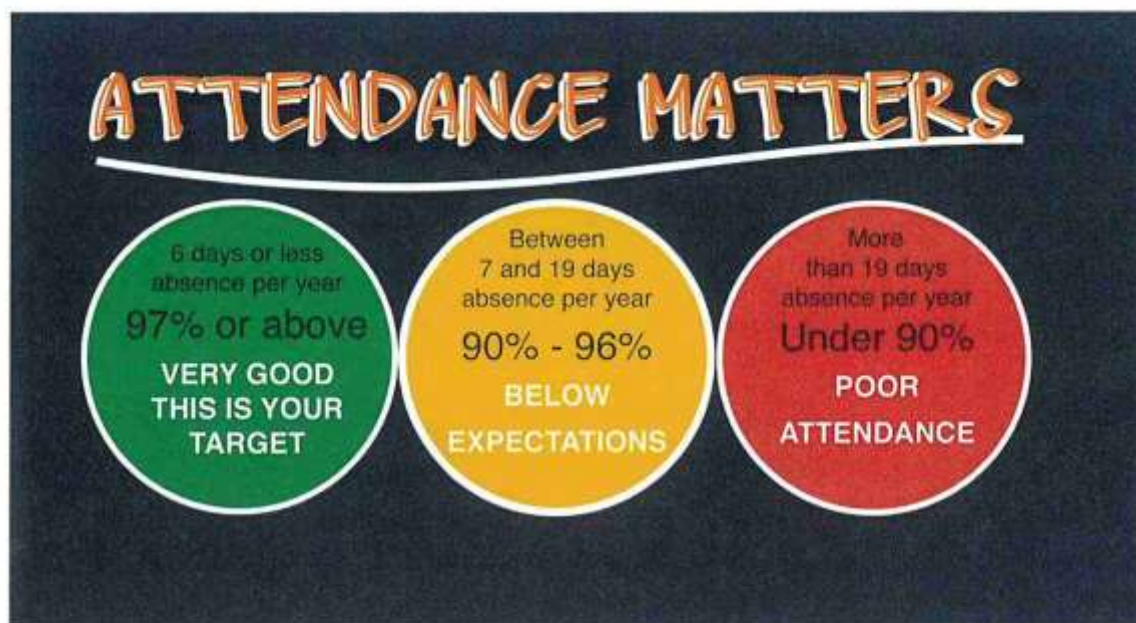 ATTENDANCE MATTERS
6 days or less
absence per year
97% or above
VERY GOOD
THIS IS YOUR
TARGET
Between
7 and 19 days
absence per year
90% - 96%
BELOW
EXPECTATIONS
More
than 19 days
absence per year
Under 90%
POOR
ATTENDANCE